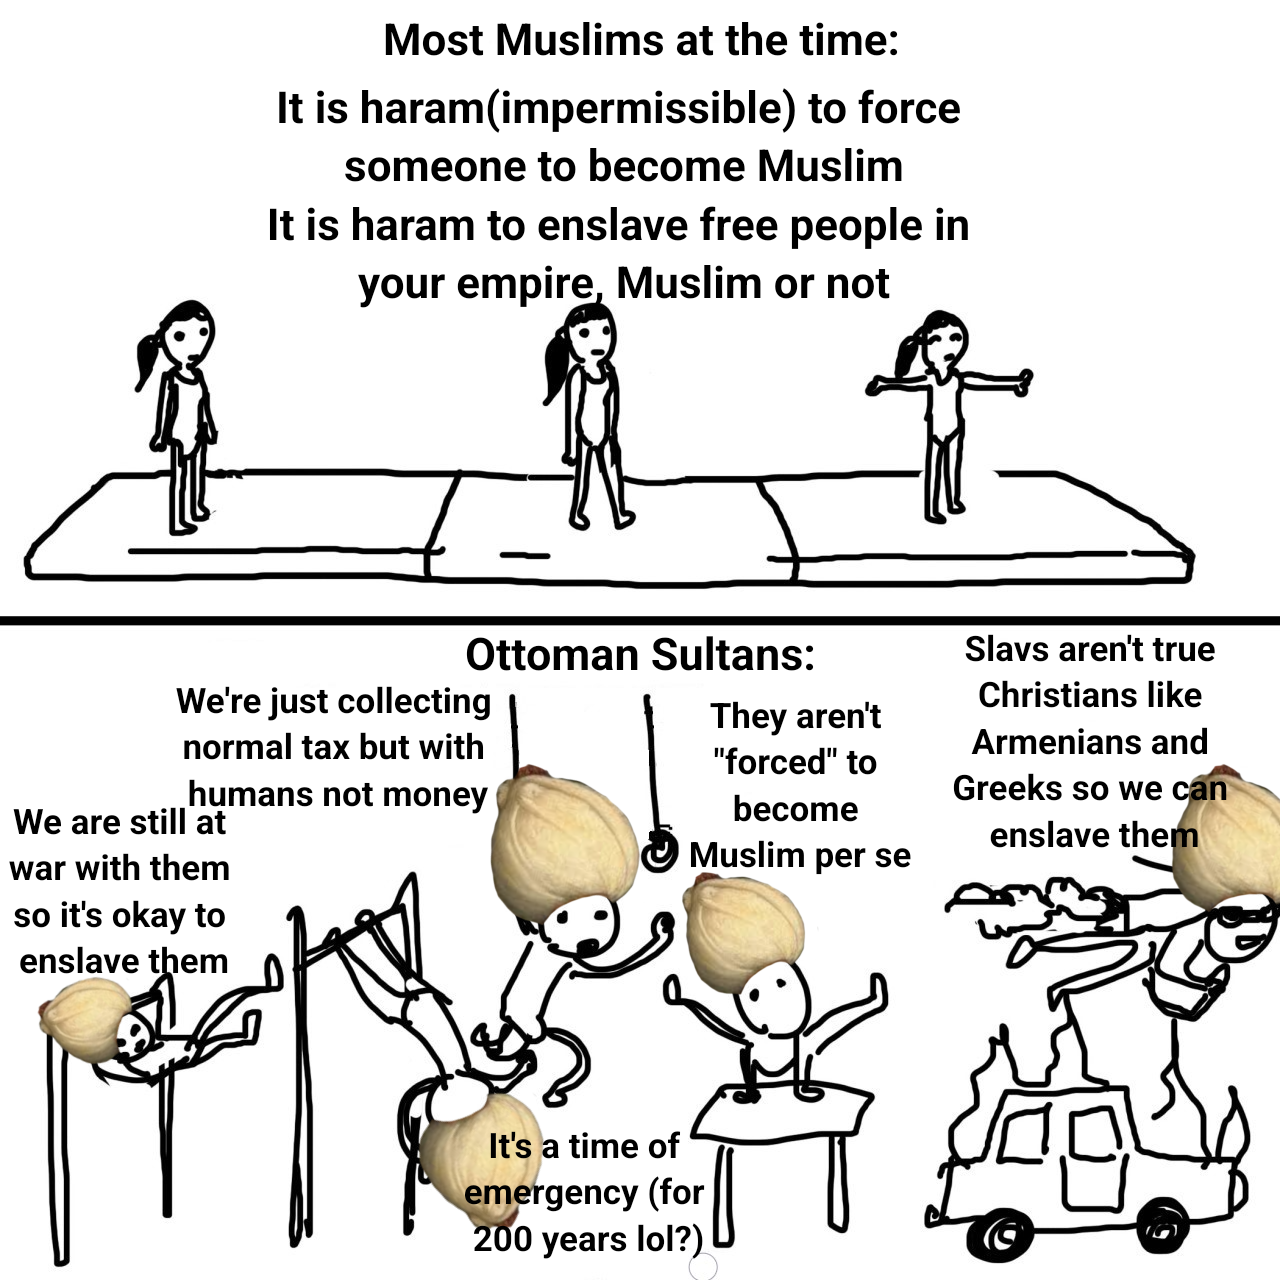 Most Muslims at the time:
It is haram(impermissible) to force
someone to become Muslim
It is haram to enslave free people in
your empire, Muslim or not
Ottoman Sultans:
We are still at
war with them
so it's okay to
enslave them
We're just collecting
normal tax but with
humans not money
It's a time of
emergency (for
200 years lol?)
They aren't
"forced" to
become
Muslim per se
Slavs aren't true
Christians like
Armenians and
Greeks so we can
enslave them